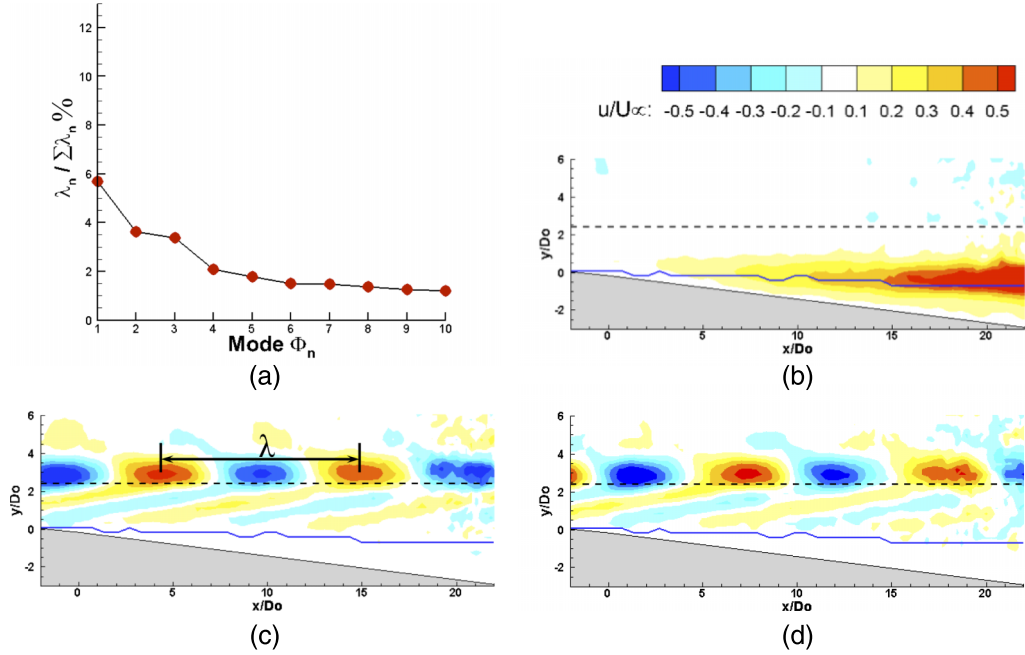 λn / Σλn %
12
10
8
6
4
2
0
1 2 3 4 5 6 7 8 9 10
Mode Φn
(a)
u/U∝: -0.5 -0.4 -0.3 -0.2 -0.1 0.1 0.2 0.3 0.4 0.5
y/Do
6
4
2
0
-2
0 5 10 15 20
x/Do
(b)
y/Do
6
4
2
0
-2
λ
0 5 10 15 20
x/Do
(c)
y/Do
6
4
2
0
-2
0 5 10 15 20
x/Do
(d)